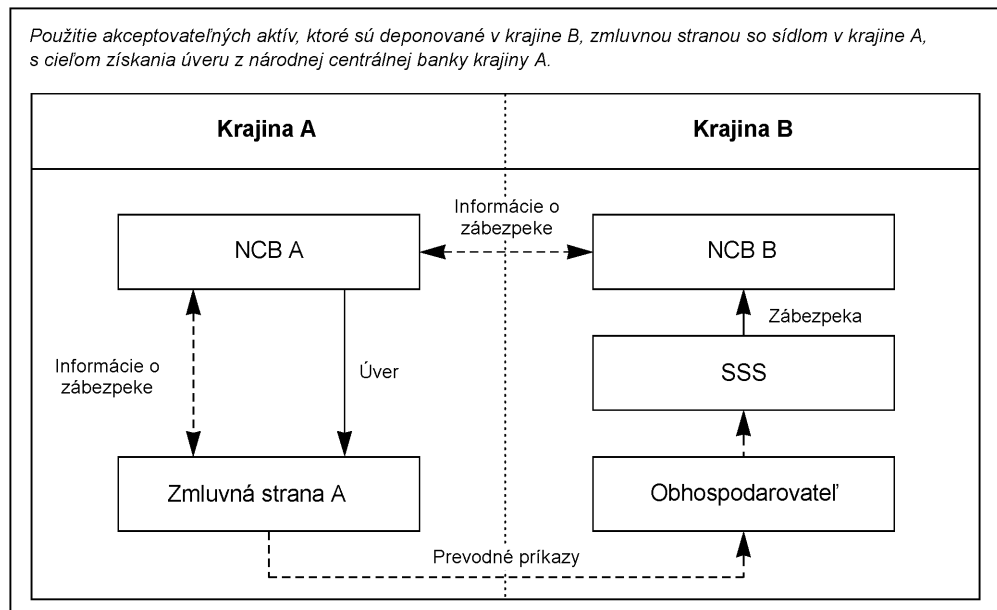 Použitie akceptovateľných aktív, ktoré sú deponované v krajine B, zmluvnou stranou so sídlom v krajine A,
s cieľom získania úveru z národnej centrálnej banky krajiny A.
Krajina A
Krajina B
Informácie o
zábezpeke
NCB A
NCB B
Zábezpeka
Informácie o
zábezpeke
Úver
SSS
Zmluvná strana A
Obhospodarovateľ
Prevodné príkazy